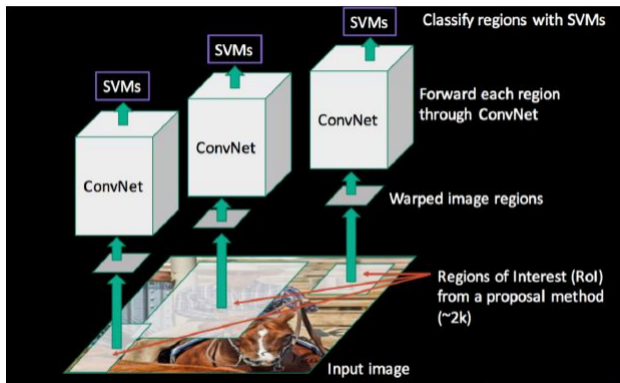 SVMs
Classify regions with SVMs
SVMs
SVMs
Forward each region
through ConvNet
ConvNet
ConvNet
ConvNet
Warped image regions
Regions of Interest (RoI)
from a proposal method
(~2k)
Input image